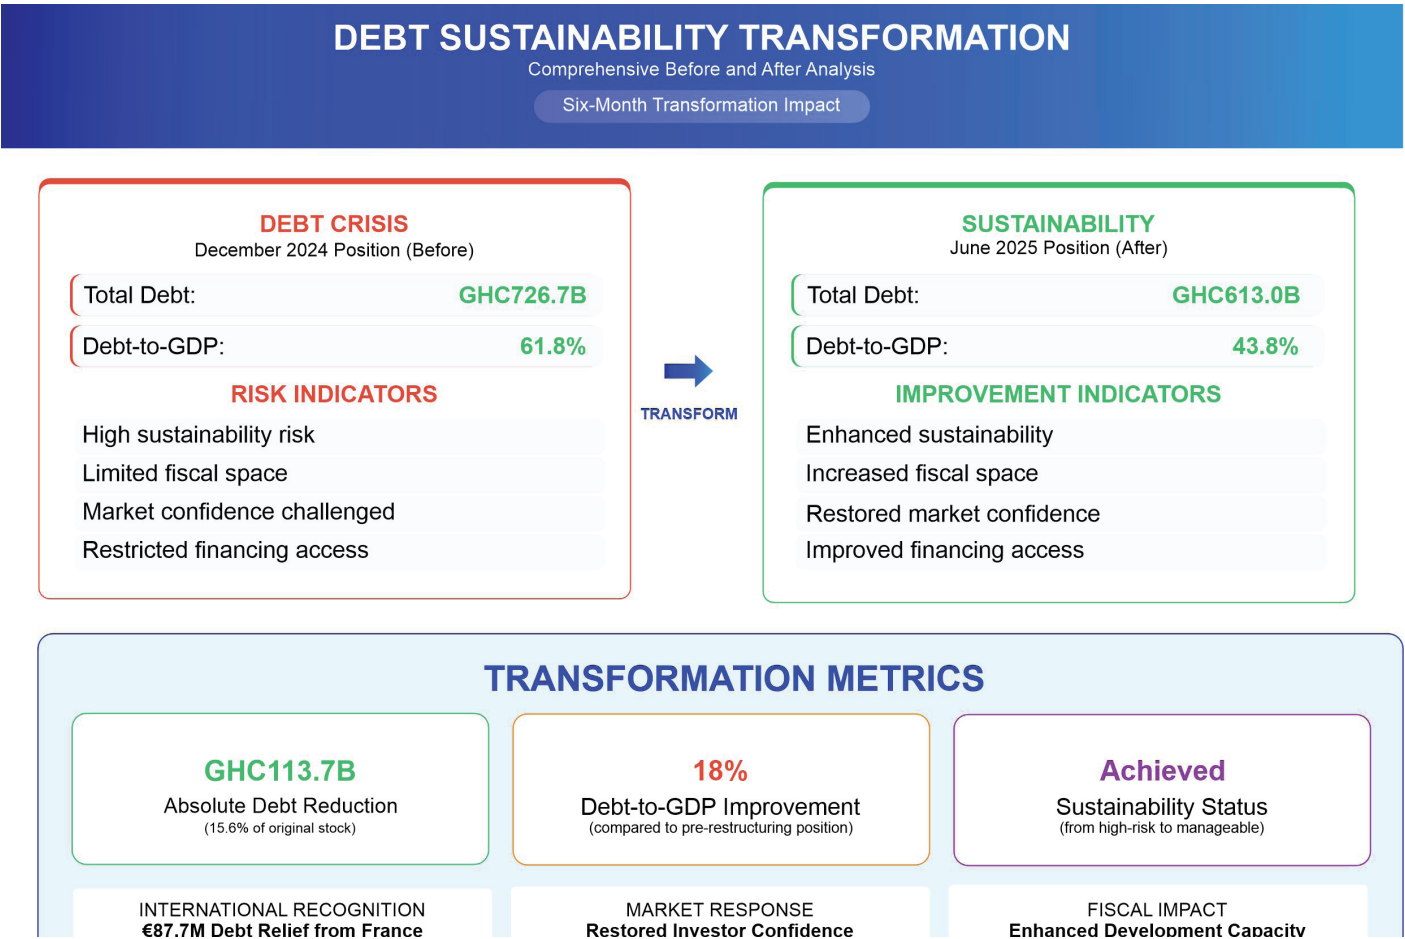 DEBT SUSTAINABILITY TRANSFORMATION
Comprehensive Before and After Analysis
Six-Month Transformation Impact
DEBT CRISIS
December 2024 Position (Before)
Total Debt: GHC726.7B
Debt-to-GDP: 61.8%
RISK INDICATORS
High sustainability risk
Limited fiscal space
Market confidence challenged
Restricted financing access
TRANSFORM
SUSTAINABILITY
June 2025 Position (After)
Total Debt: GHC613.0B
Debt-to-GDP: 43.8%
IMPROVEMENT INDICATORS
Enhanced sustainability
Increased fiscal space
Restored market confidence
Improved financing access
TRANSFORMATION METRICS
GHC113.7B
Absolute Debt Reduction
(15.6% of original stock)
18%
Debt-to-GDP Improvement
(compared to pre-restructuring position)
Achieved
Sustainability Status
(from high-risk to manageable)
INTERNATIONAL RECOGNITION
€87.7M Debt Relief from France
MARKET RESPONSE
Restored Investor Confidence
FISCAL IMPACT
Enhanced Development Capacity